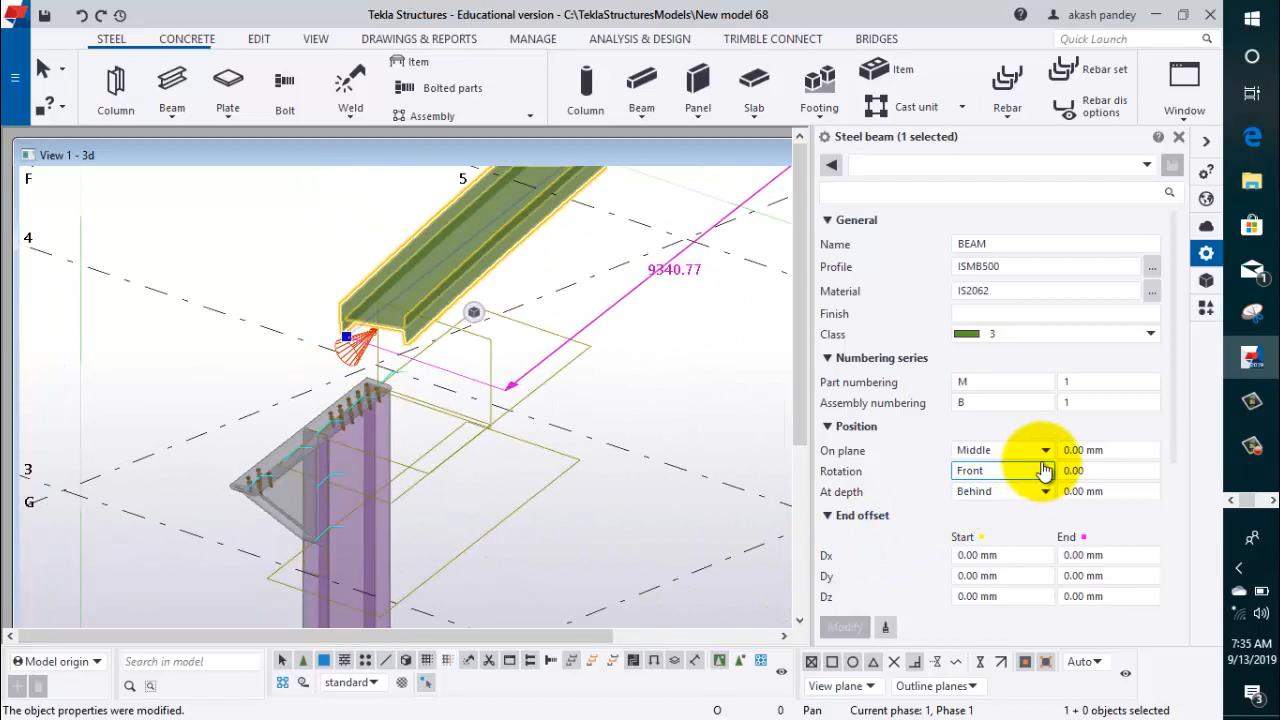 Tekla Structures - Educational version - C:\TeklaStructuresModels\New model 68
akash pandey
STEEL CONCRETE EDIT VIEW DRAWINGS & REPORTS MANAGE ANALYSIS & DESIGN TRIMBLE CONNECT BRIDGES
Quick Launch
Column Beam Plate Bolt Weld
Item
Bolted parts
Assembly
Column Beam Panel Slab Footing
Item
Cast unit
Rebar
Rebar set
Rebar dis
options
Window
View 1 - 3d
F
5
4
9340.77
3
G
Steel beam (1 selected)
General
Name BEAM
Profile ISMB500 ...
Material IS2062 ...
Finish
Class 3
Numbering series
Part numbering M 1
Assembly numbering B 1
Position
On plane Middle 0.00 mm
Rotation Front 0.00
At depth Behind 0.00 mm
End offset
Start End
Dx 0.00 mm 0.00 mm
Dy 0.00 mm 0.00 mm
Dz 0.00 mm 0.00 mm
Modify
Model origin Search in model
standard
Auto
View plane Outline planes
The object properties were modified. O 0 Pan Current phase: 1, Phase 1 1 + 0 objects selected
1
2019
7:35 AM
9/13/2019
3